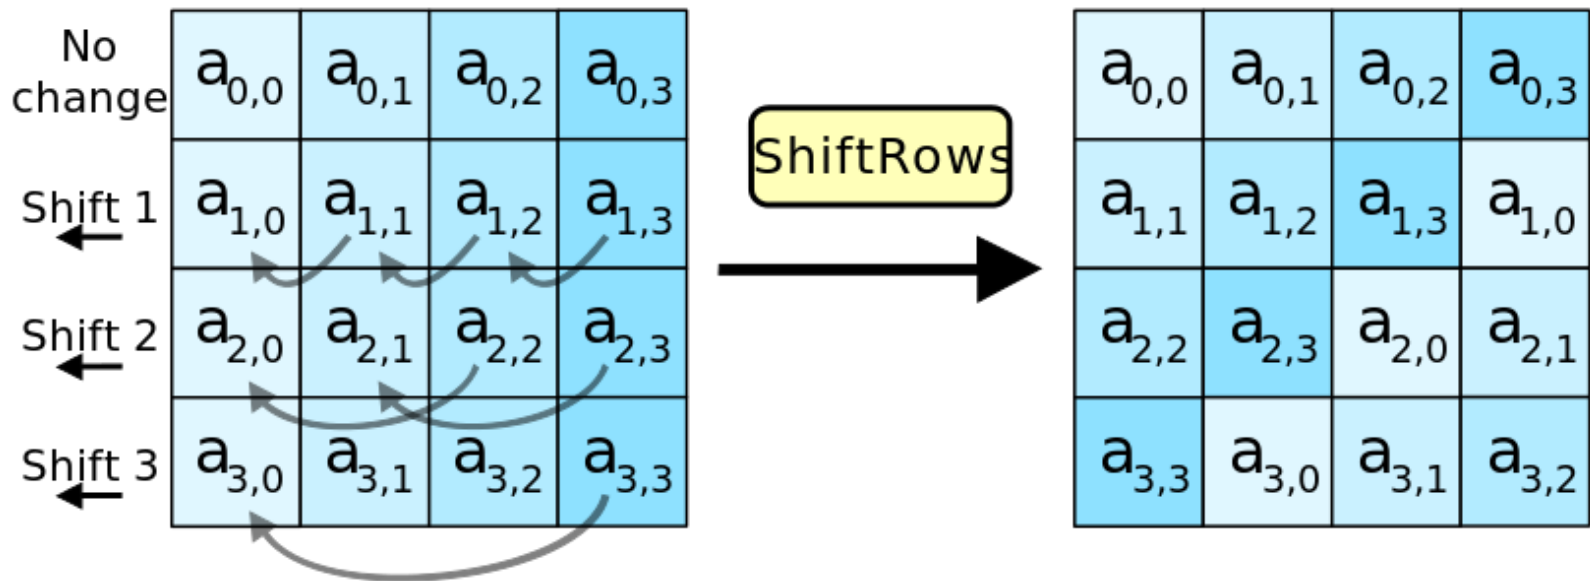 No
change
a0,0 a0,1 a0,2 a0,3
Shift 1
a1,0 a1,1 a1,2 a1,3
Shift 2
a2,0 a2,1 a2,2 a2,3
Shift 3
a3,0 a3,1 a3,2 a3,3
ShiftRows
a0,0 a0,1 a0,2 a0,3
a1,1 a1,2 a1,3 a1,0
a2,2 a2,3 a2,0 a2,1
a3,3 a3,0 a3,1 a3,2